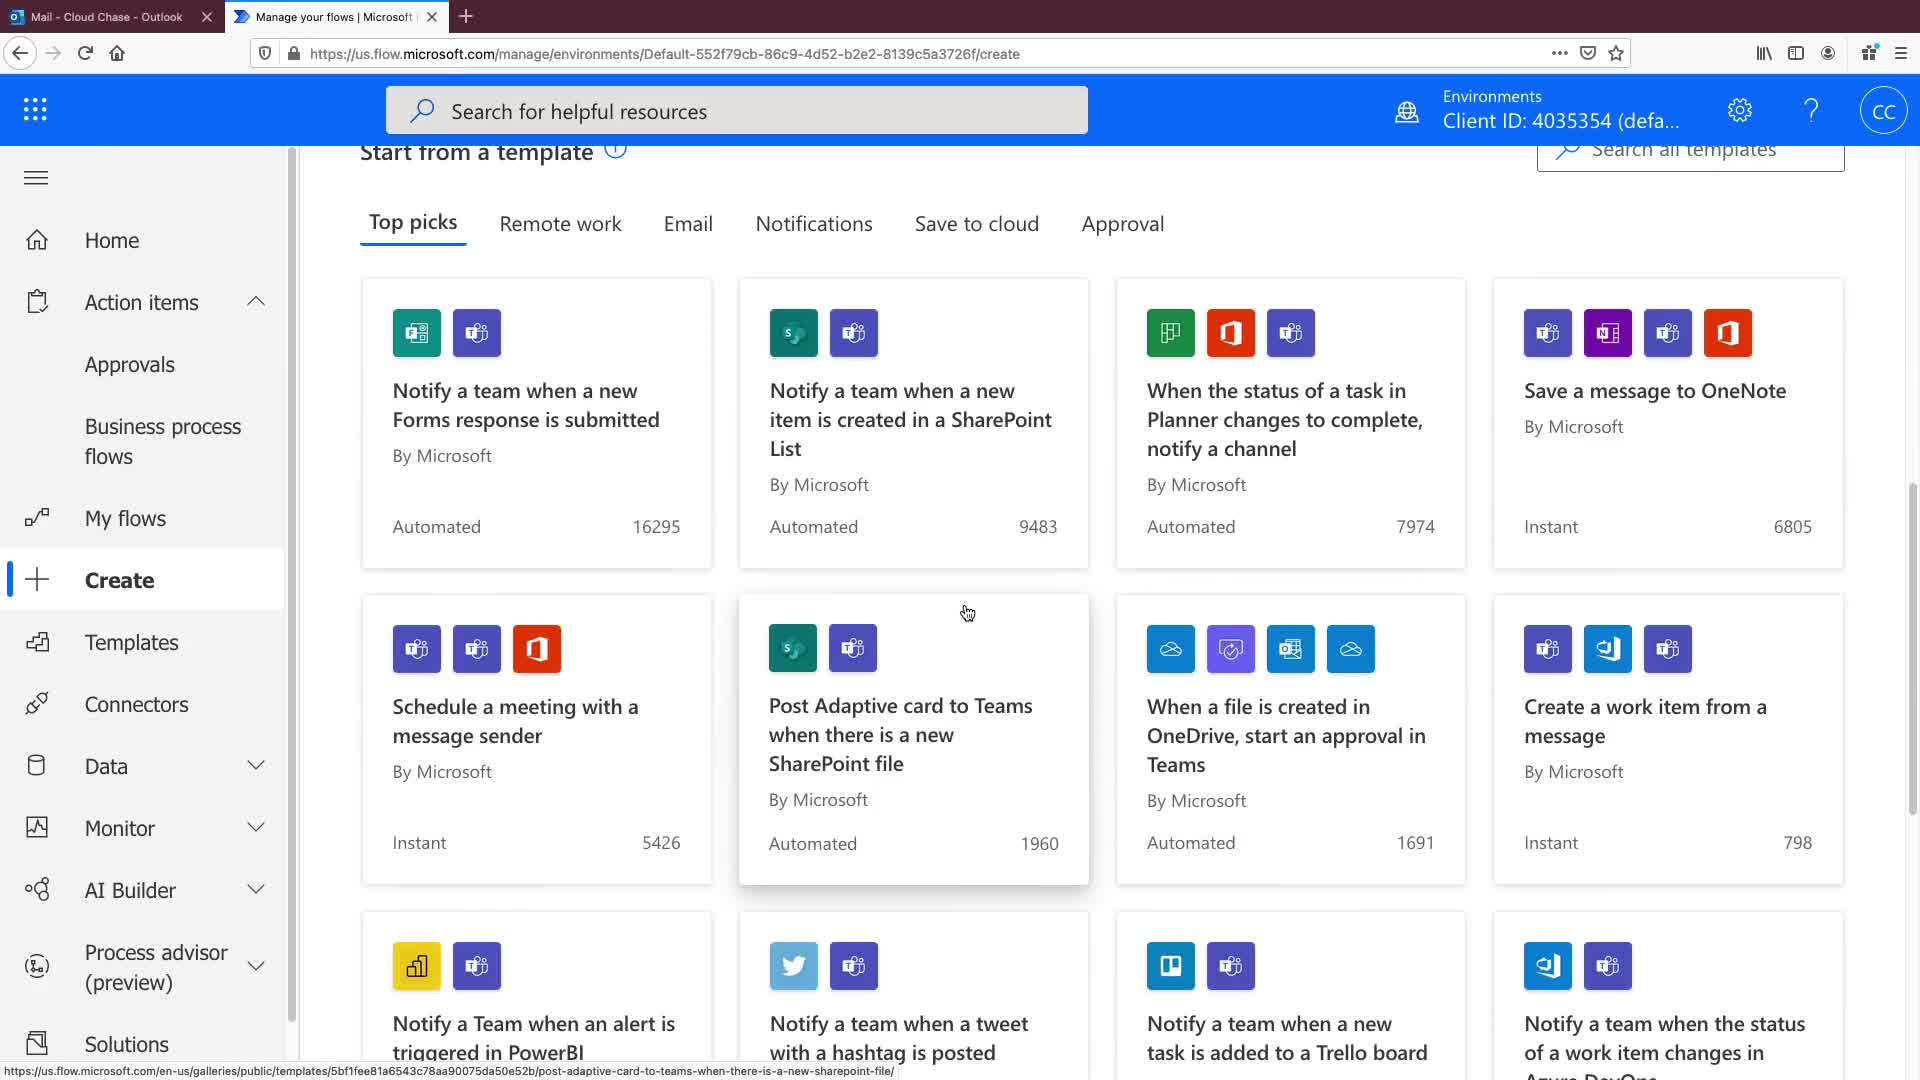 Mail - Cloud Chase - Outlook
Manage your flows | Microsoft
https://us.flow.microsoft.com/manage/environments/Default-552f79cb-86c9-4d52-b2e2-8139c5a3726f/create
Search for helpful resources
Environments
Client ID: 4035354 (defa...
CC
Start from a template
Search all templates
Top picks
Remote work
Email
Notifications
Save to cloud
Approval
Home
Action items
Approvals
Business process
flows
My flows
Create
Templates
Connectors
Data
Monitor
AI Builder
Process advisor
(preview)
Solutions
Notify a team when a new
Forms response is submitted
By Microsoft
Automated 16295
Notify a team when a new
item is created in a SharePoint
List
By Microsoft
Automated 9483
When the status of a task in
Planner changes to complete,
notify a channel
By Microsoft
Automated 7974
Save a message to OneNote
By Microsoft
Instant 6805
Schedule a meeting with a
message sender
By Microsoft
Instant 5426
Post Adaptive card to Teams
when there is a new
SharePoint file
By Microsoft
Automated 1960
When a file is created in
OneDrive, start an approval in
Teams
By Microsoft
Automated 1691
Create a work item from a
message
By Microsoft
Instant 798
Notify a Team when an alert is
triggered in PowerBI
Notify a team when a tweet
with a hashtag is posted
Notify a team when a new
task is added to a Trello board
Notify a team when the status
of a work item changes in
Azure DevOps
https://us.flow.microsoft.com/en-us/galleries/public/templates/5bf1fee81a6543c78aa90075da50e52b/post-adaptive-card-to-teams-when-there-is-a-new-sharepoint-file/